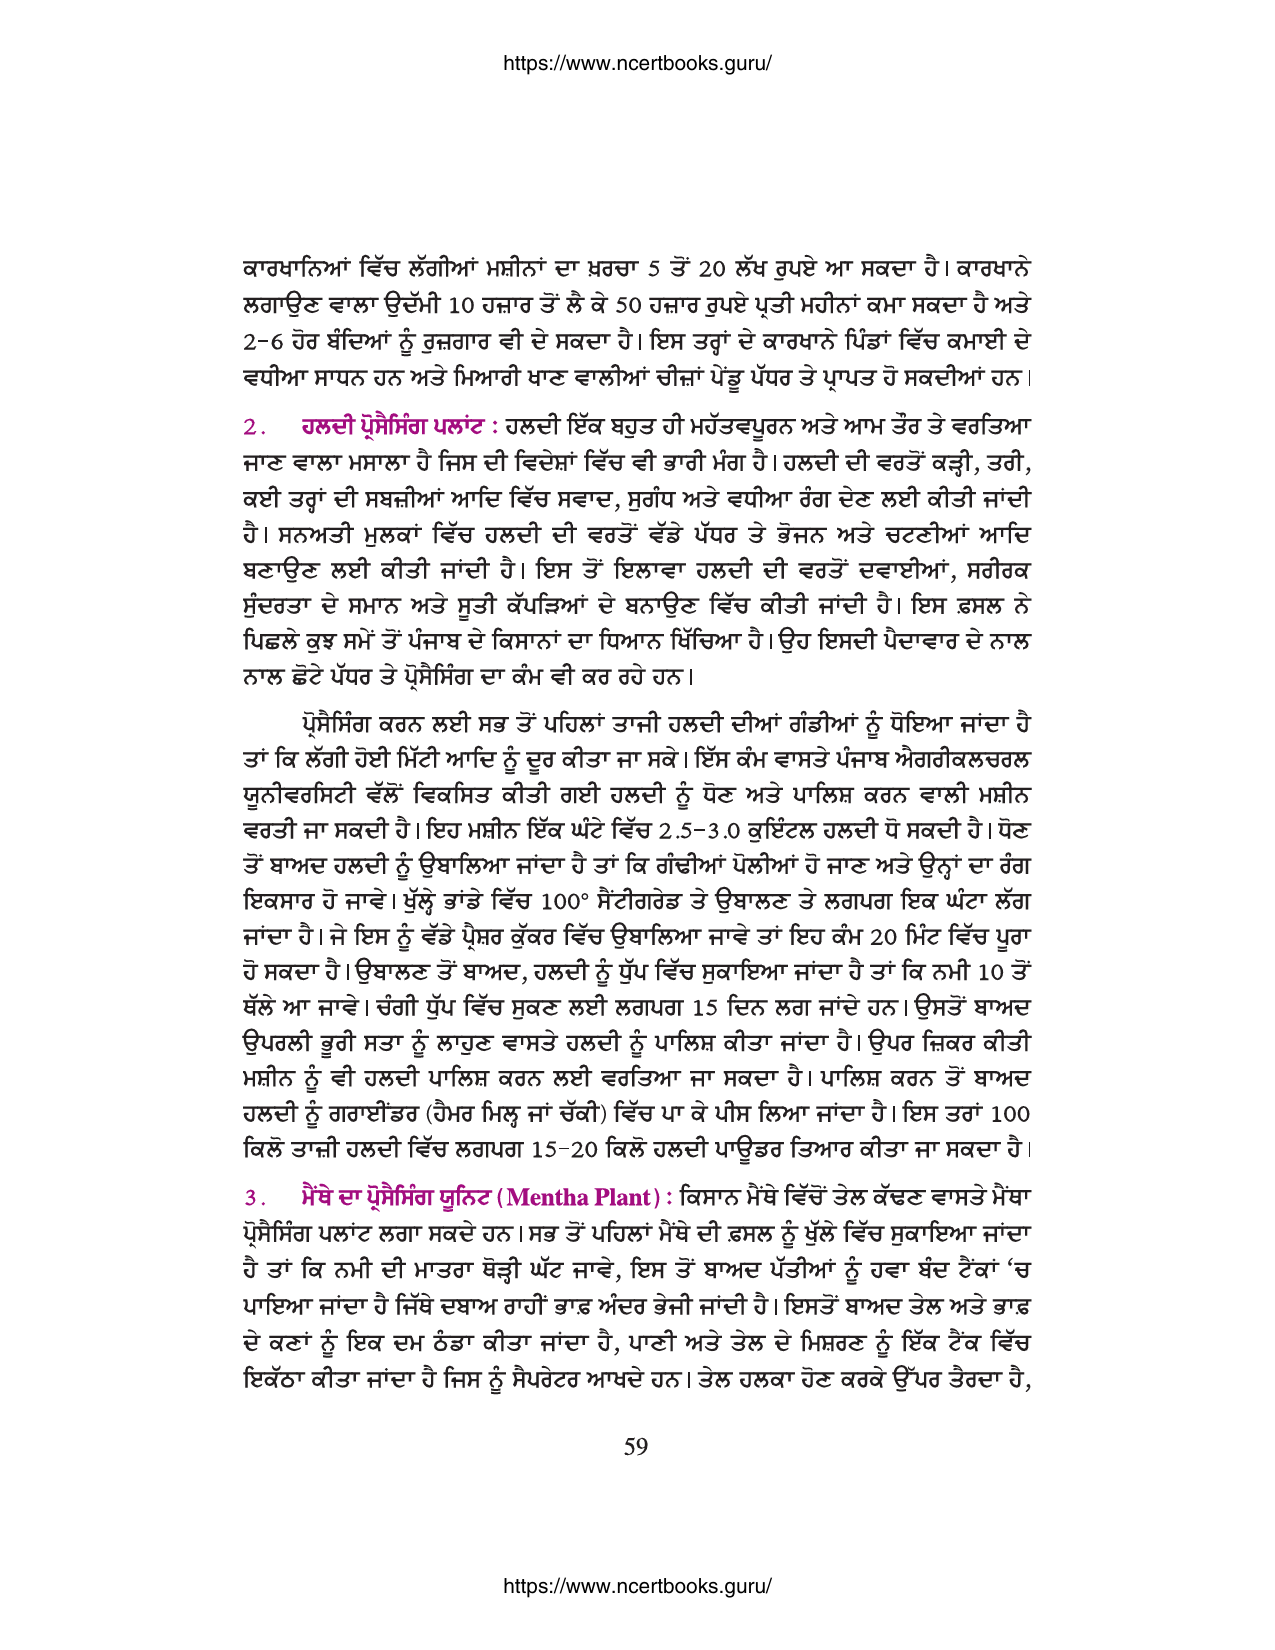 https://www.ncertbooks.guru/
ਕਾਰਖਾਨਿਆਂ ਵਿੱਚ ਲੱਗੀਆਂ ਮਸ਼ੀਨਾਂ ਦਾ ਖ਼ਰਚਾ 5 ਤੋਂ 20 ਲੱਖ ਰੁਪਏ ਆ ਸਕਦਾ ਹੈ। ਕਾਰਖਾਨੇ
ਲਗਾਉਣ ਵਾਲਾ ਉਦੱਮੀ 10 ਹਜ਼ਾਰ ਤੋਂ ਲੈ ਕੇ 50 ਹਜ਼ਾਰ ਰੁਪਏ ਪ੍ਰਤੀ ਮਹੀਨਾਂ ਕਮਾ ਸਕਦਾ ਹੈ ਅਤੇ
2-6 ਹੋਰ ਬੰਦਿਆਂ ਨੂੰ ਰੁਜ਼ਗਾਰ ਵੀ ਦੇ ਸਕਦਾ ਹੈ। ਇਸ ਤਰ੍ਹਾਂ ਦੇ ਕਾਰਖਾਨੇ ਪਿੰਡਾਂ ਵਿੱਚ ਕਮਾਈ ਦੇ
ਵਧੀਆ ਸਾਧਨ ਹਨ ਅਤੇ ਮਿਆਰੀ ਖਾਣ ਵਾਲੀਆਂ ਚੀਜ਼ਾਂ ਪੇਂਡੂ ਪੱਧਰ ਤੇ ਪ੍ਰਾਪਤ ਹੋ ਸਕਦੀਆਂ ਹਨ।
2. ਹਲਦੀ ਪ੍ਰੋਸੈਸਿੰਗ ਪਲਾਂਟ : ਹਲਦੀ ਇੱਕ ਬਹੁਤ ਹੀ ਮਹੱਤਵਪੂਰਨ ਅਤੇ ਆਮ ਤੌਰ ਤੇ ਵਰਤਿਆ
ਜਾਣ ਵਾਲਾ ਮਸਾਲਾ ਹੈ ਜਿਸ ਦੀ ਵਿਦੇਸ਼ਾਂ ਵਿੱਚ ਵੀ ਭਾਰੀ ਮੰਗ ਹੈ। ਹਲਦੀ ਦੀ ਵਰਤੋਂ ਕੜ੍ਹੀ, ਤਰੀ,
ਕਈ ਤਰ੍ਹਾਂ ਦੀ ਸਬਜ਼ੀਆਂ ਆਦਿ ਵਿੱਚ ਸਵਾਦ, ਸੁਗੰਧ ਅਤੇ ਵਧੀਆ ਰੰਗ ਦੇਣ ਲਈ ਕੀਤੀ ਜਾਂਦੀ
ਹੈ। ਸਨਅਤੀ ਮੁਲਕਾਂ ਵਿੱਚ ਹਲਦੀ ਦੀ ਵਰਤੋਂ ਵੱਡੇ ਪੱਧਰ ਤੇ ਭੋਜਨ ਅਤੇ ਚਟਣੀਆਂ ਆਦਿ
ਬਣਾਉਣ ਲਈ ਕੀਤੀ ਜਾਂਦੀ ਹੈ। ਇਸ ਤੋਂ ਇਲਾਵਾ ਹਲਦੀ ਦੀ ਵਰਤੋਂ ਦਵਾਈਆਂ, ਸਰੀਰਕ
ਸੁੰਦਰਤਾ ਦੇ ਸਮਾਨ ਅਤੇ ਸੂਤੀ ਕੱਪੜਿਆਂ ਦੇ ਬਨਾਉਣ ਵਿੱਚ ਕੀਤੀ ਜਾਂਦੀ ਹੈ। ਇਸ ਫ਼ਸਲ ਨੇ
ਪਿਛਲੇ ਕੁਝ ਸਮੇਂ ਤੋਂ ਪੰਜਾਬ ਦੇ ਕਿਸਾਨਾਂ ਦਾ ਧਿਆਨ ਖਿੱਚਿਆ ਹੈ। ਉਹ ਇਸਦੀ ਪੈਦਾਵਾਰ ਦੇ ਨਾਲ
ਨਾਲ ਛੋਟੇ ਪੱਧਰ ਤੇ ਪ੍ਰੋਸੈਸਿੰਗ ਦਾ ਕੰਮ ਵੀ ਕਰ ਰਹੇ ਹਨ।
ਪ੍ਰੋਸੈਸਿੰਗ ਕਰਨ ਲਈ ਸਭ ਤੋਂ ਪਹਿਲਾਂ ਤਾਜੀ ਹਲਦੀ ਦੀਆਂ ਗੰਡੀਆਂ ਨੂੰ ਧੋਇਆ ਜਾਂਦਾ ਹੈ
ਤਾਂ ਕਿ ਲੱਗੀ ਹੋਈ ਮਿੱਟੀ ਆਦਿ ਨੂੰ ਦੂਰ ਕੀਤਾ ਜਾ ਸਕੇ। ਇੱਸ ਕੰਮ ਵਾਸਤੇ ਪੰਜਾਬ ਐਗਰੀਕਲਚਰਲ
ਯੂਨੀਵਰਸਿਟੀ ਵੱਲੋਂ ਵਿਕਸਿਤ ਕੀਤੀ ਗਈ ਹਲਦੀ ਨੂੰ ਧੋਣ ਅਤੇ ਪਾਲਿਸ਼ ਕਰਨ ਵਾਲੀ ਮਸ਼ੀਨ
ਵਰਤੀ ਜਾ ਸਕਦੀ ਹੈ। ਇਹ ਮਸ਼ੀਨ ਇੱਕ ਘੰਟੇ ਵਿੱਚ 2.5-3.0 ਕੁਇੰਟਲ ਹਲਦੀ ਧੋ ਸਕਦੀ ਹੈ। ਧੋਣ
ਤੋਂ ਬਾਅਦ ਹਲਦੀ ਨੂੰ ਉਬਾਲਿਆ ਜਾਂਦਾ ਹੈ ਤਾਂ ਕਿ ਗੰਢੀਆਂ ਪੋਲੀਆਂ ਹੋ ਜਾਣ ਅਤੇ ਉਨ੍ਹਾਂ ਦਾ ਰੰਗ
ਇਕਸਾਰ ਹੋ ਜਾਵੇ। ਖੁੱਲ੍ਹੇ ਭਾਂਡੇ ਵਿੱਚ 100° ਸੈਂਟੀਗਰੇਡ ਤੇ ਉਬਾਲਣ ਤੇ ਲਗਪਗ ਇਕ ਘੰਟਾ ਲੱਗ
ਜਾਂਦਾ ਹੈ। ਜੇ ਇਸ ਨੂੰ ਵੱਡੇ ਪ੍ਰੈਸ਼ਰ ਕੁੱਕਰ ਵਿੱਚ ਉਬਾਲਿਆ ਜਾਵੇ ਤਾਂ ਇਹ ਕੰਮ 20 ਮਿੰਟ ਵਿੱਚ ਪੂਰਾ
ਹੋ ਸਕਦਾ ਹੈ। ਉਬਾਲਣ ਤੋਂ ਬਾਅਦ, ਹਲਦੀ ਨੂੰ ਧੁੱਪ ਵਿੱਚ ਸੁਕਾਇਆ ਜਾਂਦਾ ਹੈ ਤਾਂ ਕਿ ਨਮੀ 10 ਤੋਂ
ਥੱਲੇ ਆ ਜਾਵੇ। ਚੰਗੀ ਧੁੱਪ ਵਿੱਚ ਸੁਕਣ ਲਈ ਲਗਪਗ 15 ਦਿਨ ਲਗ ਜਾਂਦੇ ਹਨ। ਉਸਤੋਂ ਬਾਅਦ
ਉਪਰਲੀ ਭੂਰੀ ਸਤਾ ਨੂੰ ਲਾਹੁਣ ਵਾਸਤੇ ਹਲਦੀ ਨੂੰ ਪਾਲਿਸ਼ ਕੀਤਾ ਜਾਂਦਾ ਹੈ। ਉਪਰ ਜ਼ਿਕਰ ਕੀਤੀ
ਮਸ਼ੀਨ ਨੂੰ ਵੀ ਹਲਦੀ ਪਾਲਿਸ਼ ਕਰਨ ਲਈ ਵਰਤਿਆ ਜਾ ਸਕਦਾ ਹੈ। ਪਾਲਿਸ਼ ਕਰਨ ਤੋਂ ਬਾਅਦ
ਹਲਦੀ ਨੂੰ ਗਰਾਈਂਡਰ (ਹੈਮਰ ਮਿਲ੍ਹ ਜਾਂ ਚੱਕੀ) ਵਿੱਚ ਪਾ ਕੇ ਪੀਸ ਲਿਆ ਜਾਂਦਾ ਹੈ। ਇਸ ਤਰਾਂ 100
ਕਿਲੋ ਤਾਜ਼ੀ ਹਲਦੀ ਵਿੱਚ ਲਗਪਗ 15-20 ਕਿਲੋ ਹਲਦੀ ਪਾਊਡਰ ਤਿਆਰ ਕੀਤਾ ਜਾ ਸਕਦਾ ਹੈ।
3. ਮੈਂਥੇ ਦਾ ਪ੍ਰੋਸੈਸਿੰਗ ਯੂਨਿਟ (Mentha Plant) : ਕਿਸਾਨ ਮੈਂਥੇ ਵਿੱਚੋਂ ਤੇਲ ਕੱਢਣ ਵਾਸਤੇ ਮੈਂਥਾ
ਪ੍ਰੋਸੈਸਿੰਗ ਪਲਾਂਟ ਲਗਾ ਸਕਦੇ ਹਨ। ਸਭ ਤੋਂ ਪਹਿਲਾਂ ਮੈਂਥੇ ਦੀ ਫ਼ਸਲ ਨੂੰ ਖੁੱਲੇ ਵਿੱਚ ਸੁਕਾਇਆ ਜਾਂਦਾ
ਹੈ ਤਾਂ ਕਿ ਨਮੀ ਦੀ ਮਾਤਰਾ ਥੋੜ੍ਹੀ ਘੱਟ ਜਾਵੇ, ਇਸ ਤੋਂ ਬਾਅਦ ਪੱਤੀਆਂ ਨੂੰ ਹਵਾ ਬੰਦ ਟੈਂਕਾਂ ‘ਚ
ਪਾਇਆ ਜਾਂਦਾ ਹੈ ਜਿੱਥੇ ਦਬਾਅ ਰਾਹੀਂ ਭਾਫ਼ ਅੰਦਰ ਭੇਜੀ ਜਾਂਦੀ ਹੈ। ਇਸਤੋਂ ਬਾਅਦ ਤੇਲ ਅਤੇ ਭਾਫ਼
ਦੇ ਕਣਾਂ ਨੂੰ ਇਕ ਦਮ ਠੰਡਾ ਕੀਤਾ ਜਾਂਦਾ ਹੈ, ਪਾਣੀ ਅਤੇ ਤੇਲ ਦੇ ਮਿਸ਼ਰਣ ਨੂੰ ਇੱਕ ਟੈਂਕ ਵਿੱਚ
ਇਕੱਠਾ ਕੀਤਾ ਜਾਂਦਾ ਹੈ ਜਿਸ ਨੂੰ ਸੈਪਰੇਟਰ ਆਖਦੇ ਹਨ। ਤੇਲ ਹਲਕਾ ਹੋਣ ਕਰਕੇ ਉੱਪਰ ਤੈਰਦਾ ਹੈ,
59
https://www.ncertbooks.guru/